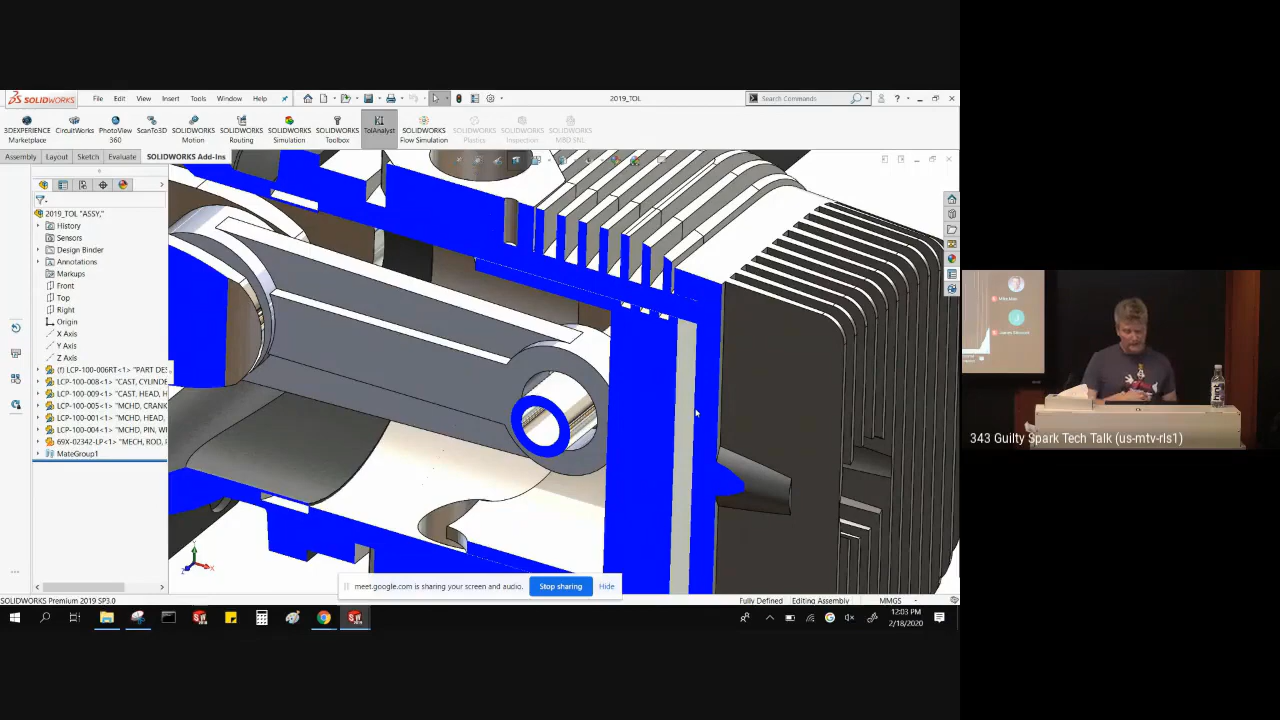 SOLIDWORKS
File Edit View Insert Tools Window Help
2019_TOL
Search Commands
3DEXPERIENCE Marketplace
CircuitWorks
PhotoView 360
ScanTo3D
SOLIDWORKS Motion
SOLIDWORKS Routing
SOLIDWORKS Simulation
SOLIDWORKS Toolbox
TolAnalyst
SOLIDWORKS Flow Simulation
SOLIDWORKS Plastics
SOLIDWORKS Inspection
SOLIDWORKS MBD SNL
Assembly Layout Sketch Evaluate SOLIDWORKS Add-Ins
2019_TOL "ASSY,"
History
Sensors
Design Binder
Annotations
Markups
Front
Top
Right
Origin
X Axis
Y Axis
Z Axis
(f) LCP-100-006RT<1> "PART DES
LCP-100-008<1> "CAST, CYLINDE
LCP-100-009<1> "CAST, HEAD, H
LCP-100-005<1> "MCHD, CRANK
LCP-100-001<1> "MCHD, HEAD,
LCP-100-004<1> "MCHD, PIN, WI
69X-02342-LP<1> "MECH, ROD, P
MateGroup1
meet.google.com is sharing your screen and audio.
Stop sharing
Hide
SOLIDWORKS Premium 2019 SP3.0
Fully Defined
Editing Assembly
MMGS
12:03 PM
2/18/2020
343 Guilty Spark Tech Talk (us-mtv-rls1)